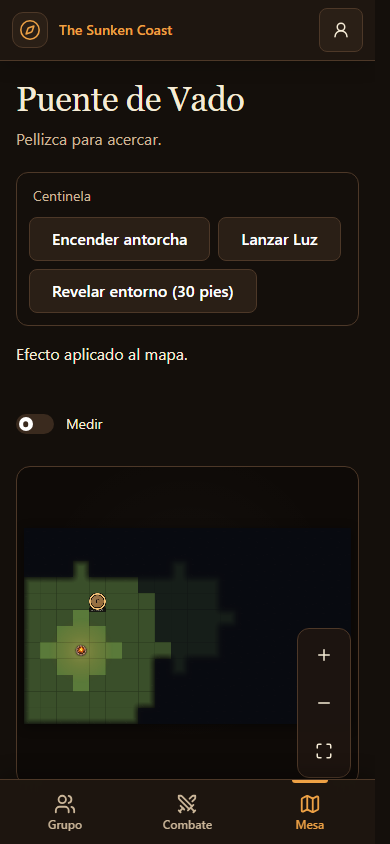 The Sunken Coast
Puente de Vado
Pellizca para acercar.
Centinela
Encender antorcha
Lanzar Luz
Revelar entorno (30 pies)
Efecto aplicado al mapa.
Medir
Grupo
Combate
Mesa